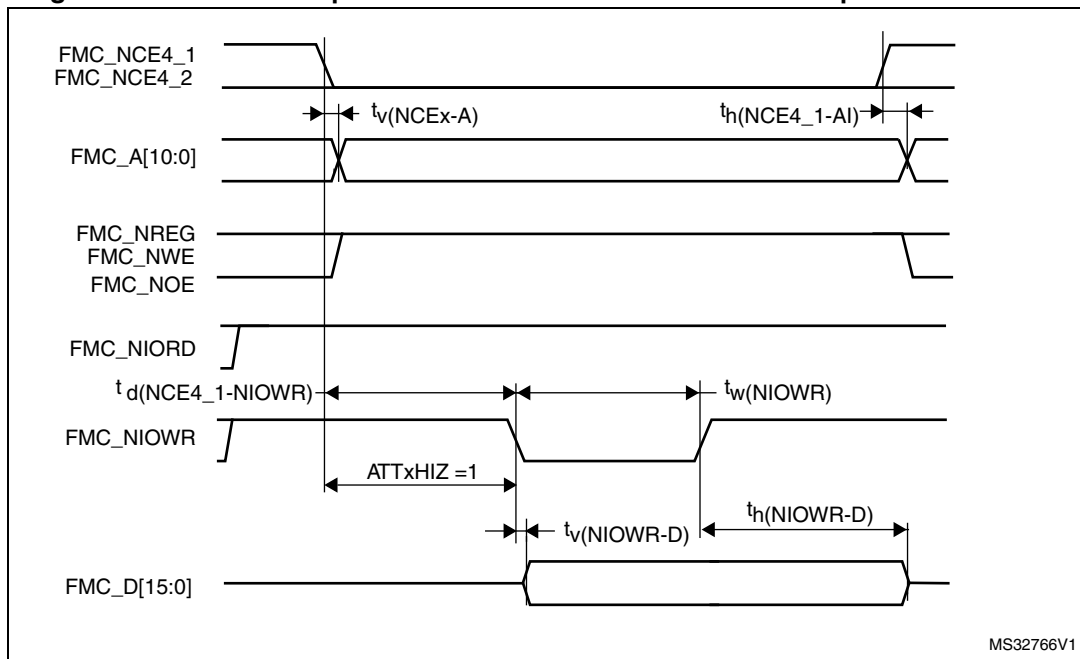 FMC_NCE4_1
FMC_NCE4_2
tv(NCEx-A)
th(NCE4_1-AI)
FMC_A[10:0]
FMC_NREG
FMC_NWE
FMC_NOE
FMC_NIORD
td(NCE4_1-NIOWR)
tw(NIOWR)
FMC_NIOWR
ATTxHIZ =1
th(NIOWR-D)
tv(NIOWR-D)
FMC_D[15:0]
MS32766V1